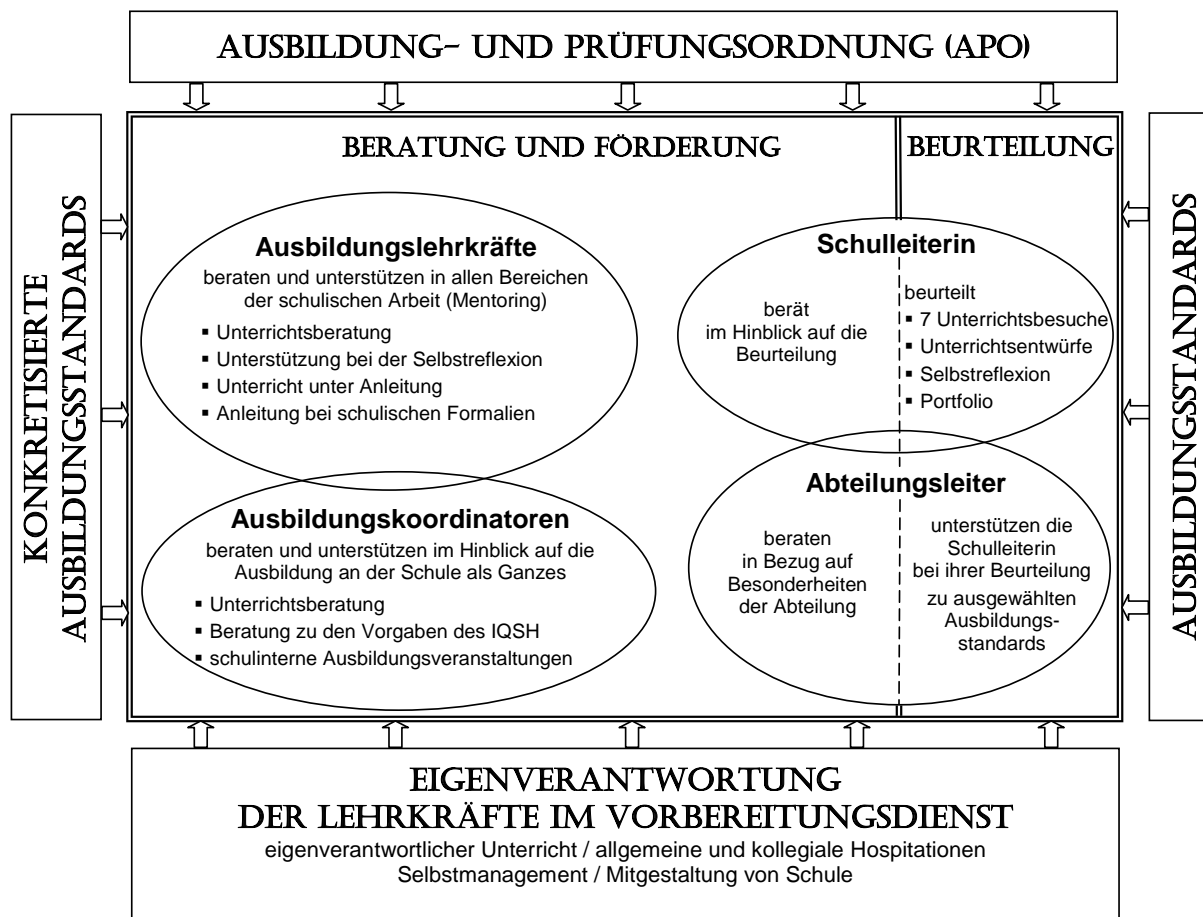 AUSBILDUNG- UND PRÜFUNGSORDNUNG (APO)
KONKRETISIERTE
AUSBILDUNGSSTANDARDS
BERATUNG UND FÖRDERUNG
BEURTEILUNG
Ausbildungslehrkräfte
beraten und unterstützen in allen Bereichen
der schulischen Arbeit (Mentoring)
▪ Unterrichtsberatung
▪ Unterstützung bei der Selbstreflexion
▪ Unterricht unter Anleitung
▪ Anleitung bei schulischen Formalien
Schulleiterin
berät
im Hinblick auf die
Beurteilung
beurteilt
▪ 7 Unterrichtsbesuche
▪ Unterrichtsentwürfe
▪ Selbstreflexion
▪ Portfolio
Ausbildungskoordinatoren
beraten und unterstützen im Hinblick auf die
Ausbildung an der Schule als Ganzes
▪ Unterrichtsberatung
▪ Beratung zu den Vorgaben des IQSH
▪ schulinterne Ausbildungsveranstaltungen
Abteilungsleiter
beraten
in Bezug auf
Besonderheiten
der Abteilung
unterstützen die
Schulleiterin
bei ihrer Beurteilung
zu ausgewählten
Ausbildungs-
standards
AUSBILDUNGSSTANDARDS
EIGENVERANTWORTUNG
DER LEHRKRÄFTE IM VORBEREITUNGSDIENST
eigenverantwortlicher Unterricht / allgemeine und kollegiale Hospitationen
Selbstmanagement / Mitgestaltung von Schule